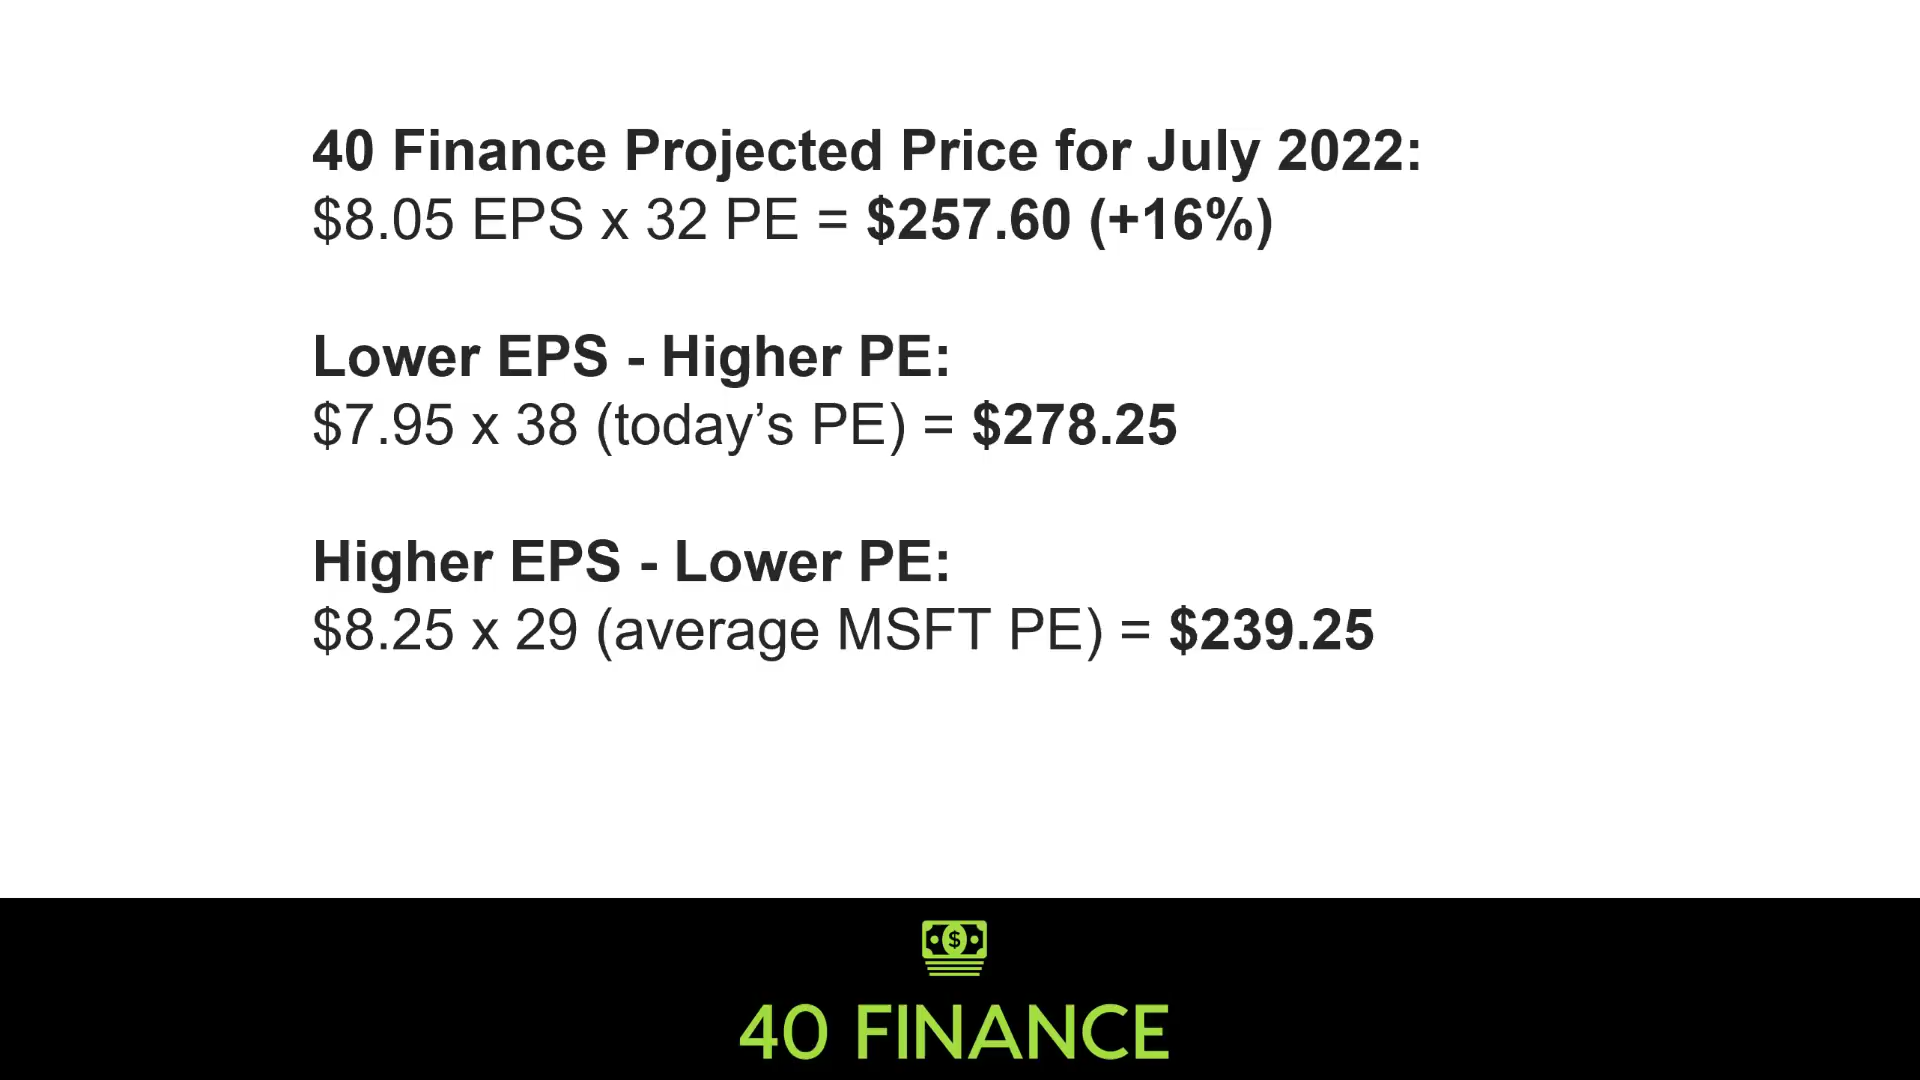 40 Finance Projected Price for July 2022:
$8.05 EPS x 32 PE = $257.60 (+16%)
Lower EPS - Higher PE:
$7.95 x 38 (today’s PE) = $278.25
Higher EPS - Lower PE:
$8.25 x 29 (average MSFT PE) = $239.25
$
40 FINANCE